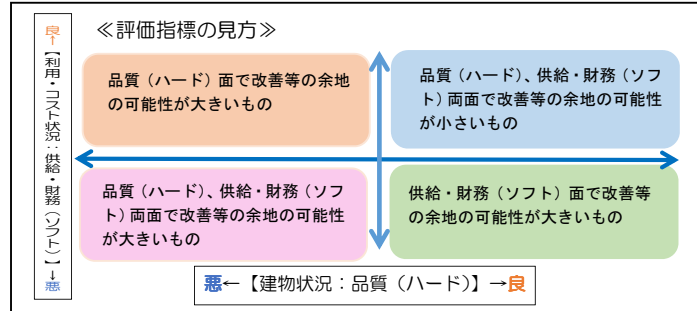 ≪評価指標の見方≫
良←【利用・コスト状況：供給・財務（ソフト）】→悪
品質（ハード）面で改善等の余地
の可能性が大きいもの
品質（ハード）、供給・財務（ソフ
ト）両面で改善等の余地の可能性
が小さいもの
品質（ハード）、供給・財務（ソフ
ト）両面で改善等の余地の可能性
が大きいもの
供給・財務（ソフト）面で改善等
の余地の可能性が大きいもの
悪←【建物状況：品質（ハード）】→良